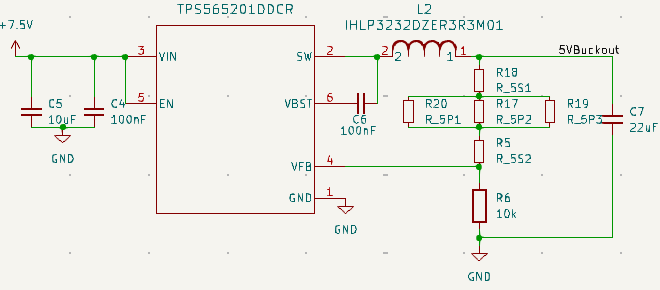 TPS565201DDCR
L2
IHLP3232DZER3R3M01
+7.5V
3 VIN
SW 2
2 2 1 1
5VBuckout
R18
R_5S1
C5
10uF
C4
100nF
5 EN
VBST 6
C6
100nF
R20
R_5P1
R17
R_5P2
R19
R_5P3
C7
22uF
GND
R5
R_5S2
VFB 4
GND 1
R6
10k
GND
GND